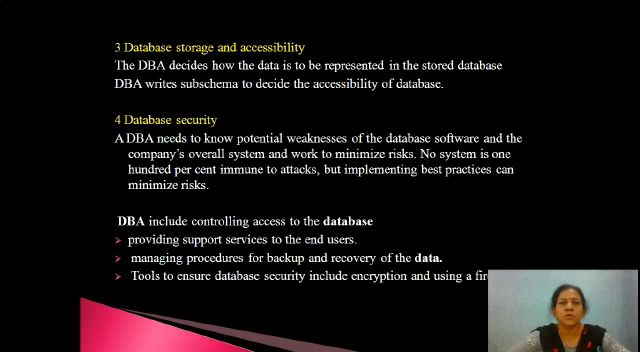 3 Database storage and accessibility
The DBA decides how the data is to be represented in the stored database
DBA writes subschema to decide the accessibility of database.
4 Database security
A DBA needs to know potential weaknesses of the database software and the
company's overall system and work to minimize risks. No system is one
hundred per cent immune to attacks, but implementing best practices can
minimize risks.
DBA include controlling access to the database
providing support services to the end users.
managing procedures for backup and recovery of the data.
Tools to ensure database security include encryption and using a